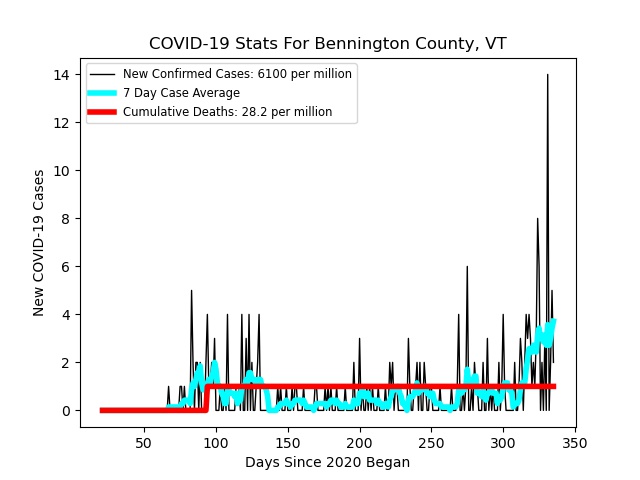 COVID-19 Stats For Bennington County, VT
New Confirmed Cases: 6100 per million
7 Day Case Average
Cumulative Deaths: 28.2 per million
New COVID-19 Cases
14
12
10
8
6
4
2
0
50 100 150 200 250 300 350
Days Since 2020 Began